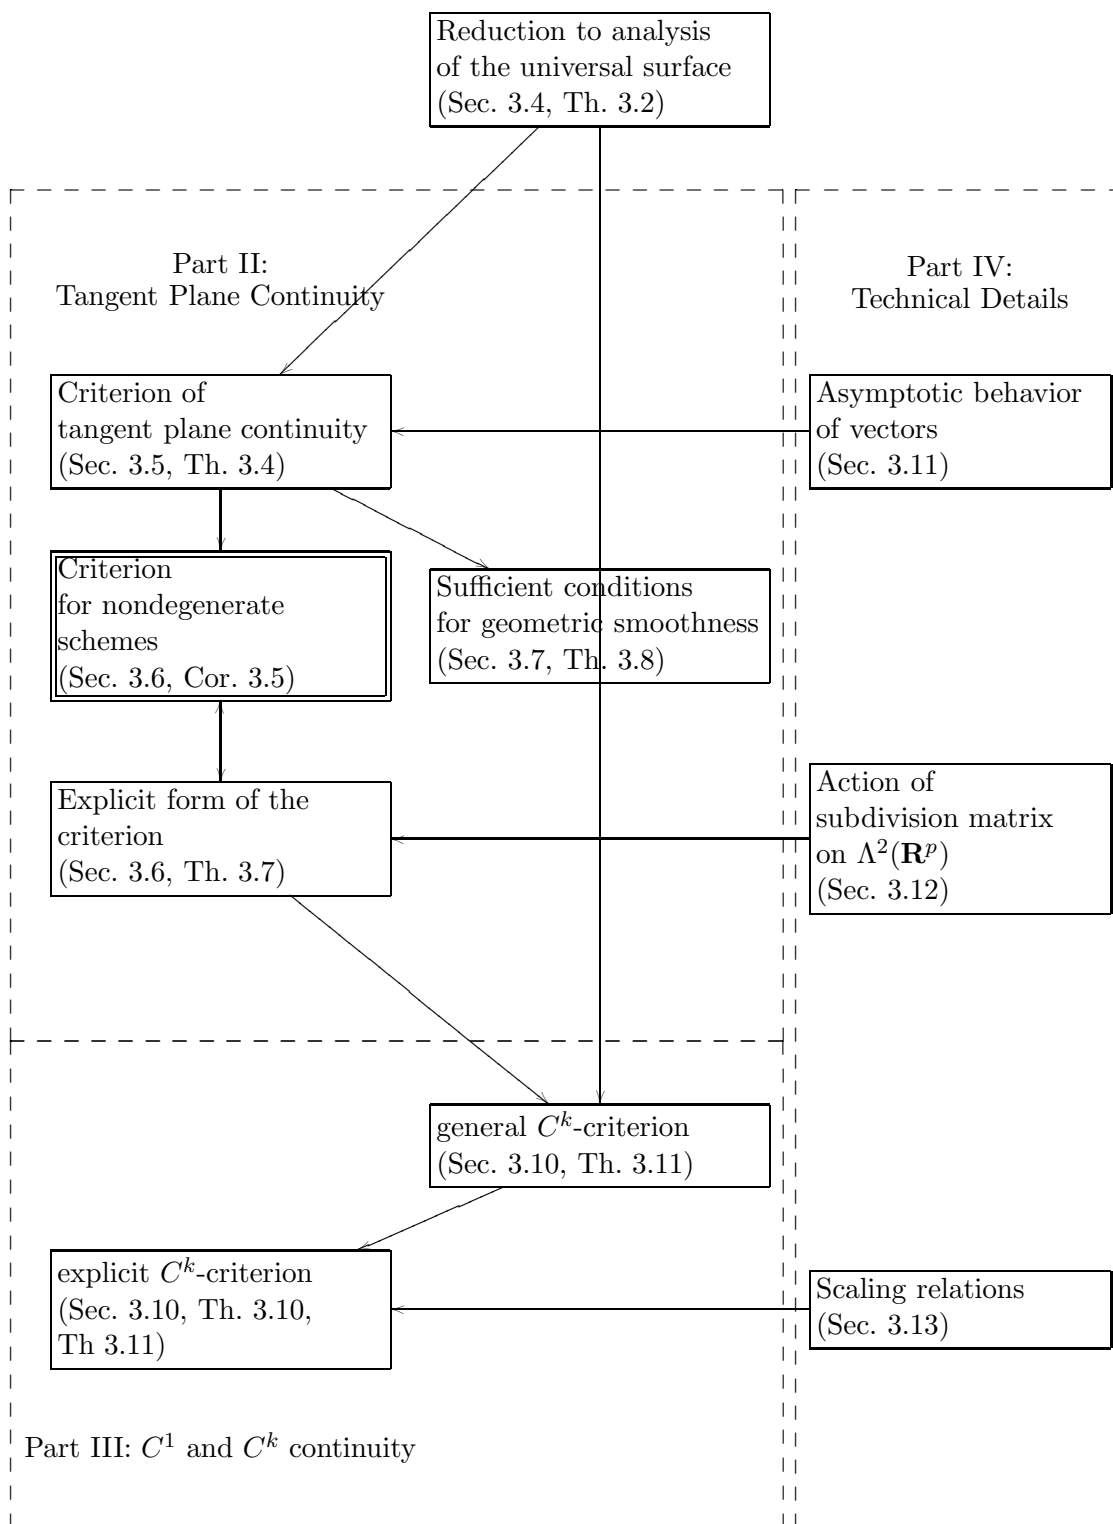 Reduction to analysis
of the universal surface
(Sec. 3.4, Th. 3.2)
Part II:
Tangent Plane Continuity
Part IV:
Technical Details
Criterion of
tangent plane continuity
(Sec. 3.5, Th. 3.4)
Asymptotic behavior
of vectors
(Sec. 3.11)
Criterion
for nondegenerate
schemes
(Sec. 3.6, Cor. 3.5)
Sufficient conditions
for geometric smoothness
(Sec. 3.7, Th. 3.8)
Explicit form of the
criterion
(Sec. 3.6, Th. 3.7)
Action of
subdivision matrix
on Λ²(𝐑ᵖ)
(Sec. 3.12)
general Cᵏ-criterion
(Sec. 3.10, Th. 3.11)
explicit Cᵏ-criterion
(Sec. 3.10, Th. 3.10,
Th 3.11)
Scaling relations
(Sec. 3.13)
Part III: C¹ and Cᵏ continuity